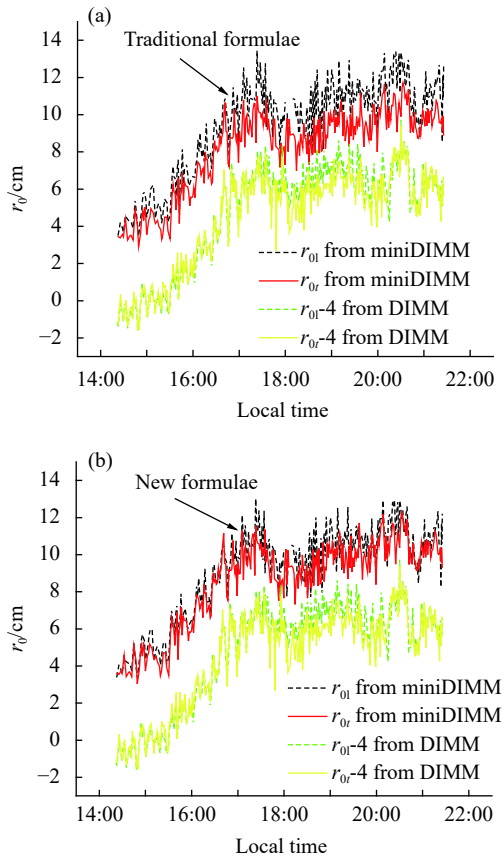 (a)
Traditional formulae
14
12
10
8
6
4
2
0
−2
r₀/cm
r₀ₗ from miniDIMM
r₀ₜ from miniDIMM
r₀ₗ-4 from DIMM
r₀ₜ-4 from DIMM
14:00 16:00 18:00 20:00 22:00
Local time
(b)
New formulae
14
12
10
8
6
4
2
0
−2
r₀/cm
r₀ₗ from miniDIMM
r₀ₜ from miniDIMM
r₀ₗ-4 from DIMM
r₀ₜ-4 from DIMM
14:00 16:00 18:00 20:00 22:00
Local time